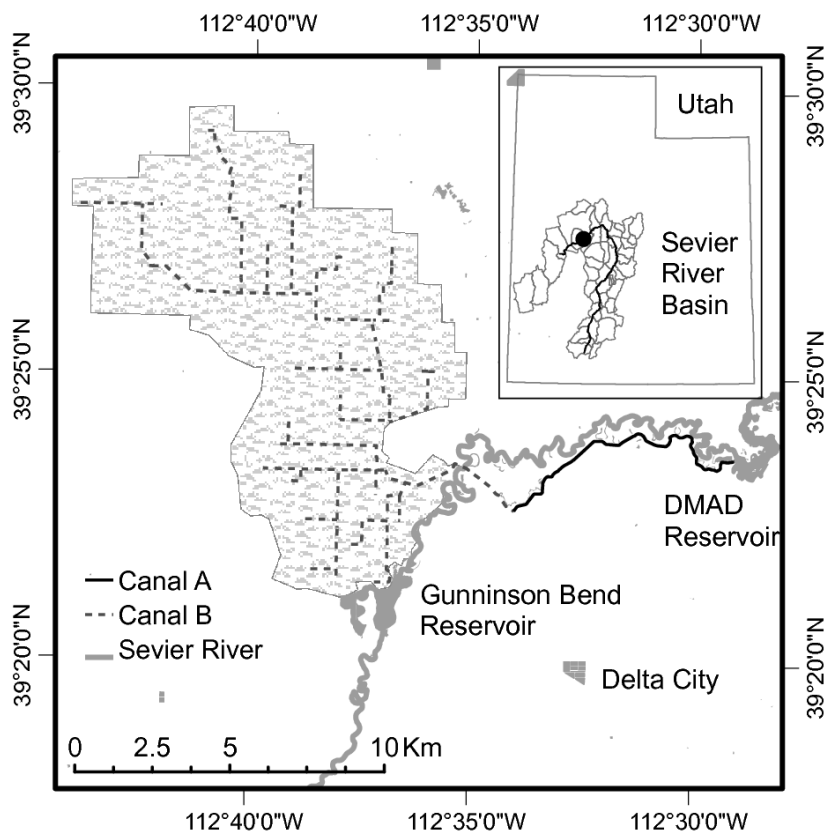 112°40'0"W 112°35'0"W 112°30'0"W
39°30'0"N
39°30'0"N
Utah
Sevier
River
Basin
39°25'0"N
39°25'0"N
DMAD
Reservoir
Canal A
Canal B
Sevier River
Gunninson Bend
Reservoir
Delta City
39°20'0"N
39°20'0"N
0 2.5 5 10 Km
112°40'0"W 112°35'0"W 112°30'0"W